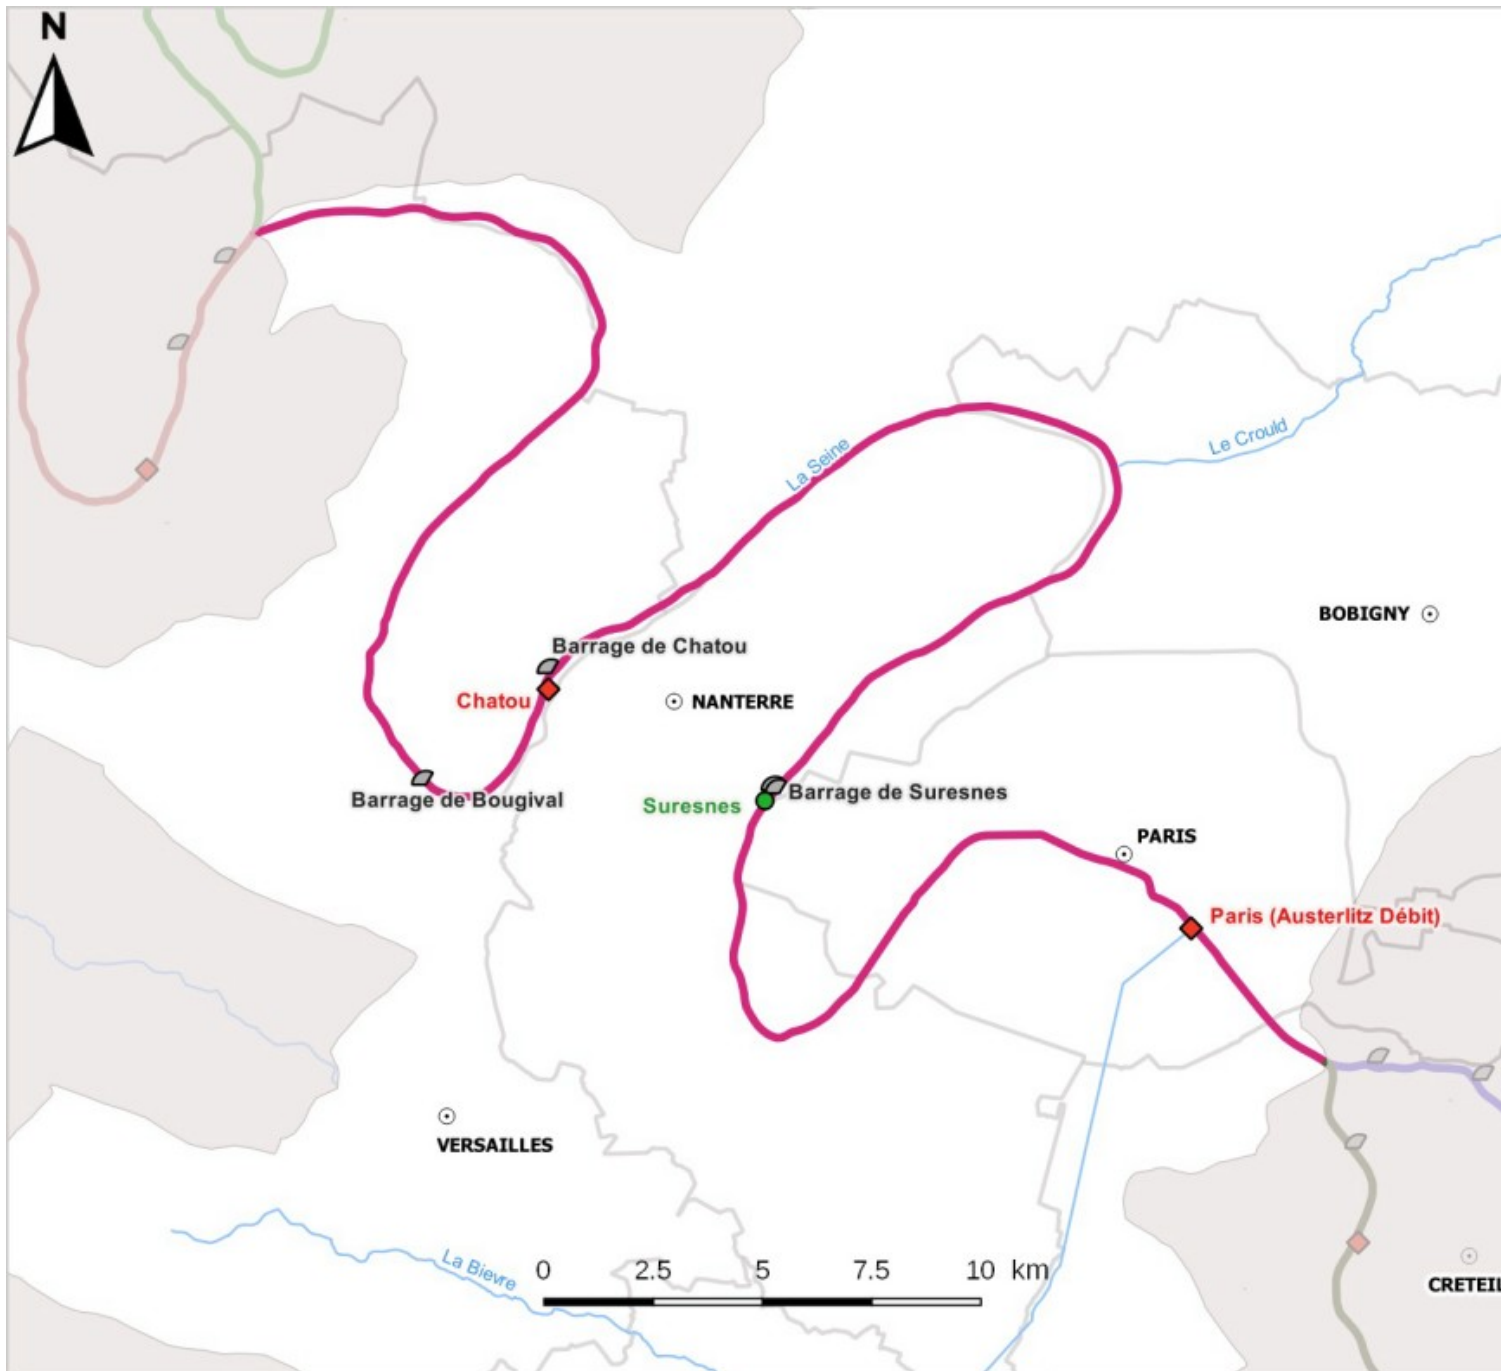 N
La Seine
Le Crould
BOBIGNY
Barrage de Chatou
Chatou
NANTERRE
Barrage de Bougival
Suresnes
Barrage de Suresnes
PARIS
Paris (Austerlitz Débit)
VERSAILLES
La Bievre
0 2.5 5 7.5 10 km
CRETEIL